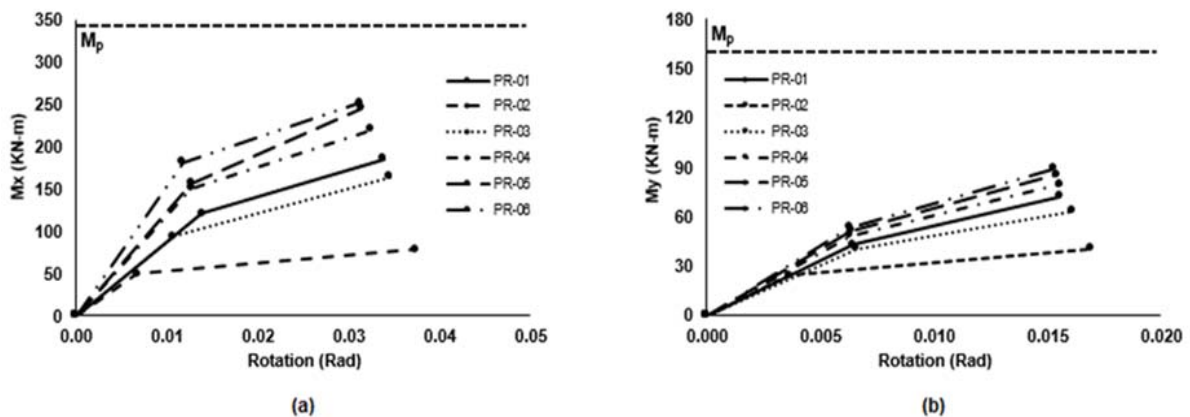 350
300
250
200
150
100
50
0
Mx (KN-m)
Mp
PR-01
PR-02
PR-03
PR-04
PR-05
PR-06
0.00 0.01 0.02 0.03 0.04 0.05
Rotation (Rad)
(a)
180
150
120
90
60
30
0
My (KN-m)
Mp
PR-01
PR-02
PR-03
PR-04
PR-05
PR-06
0.000 0.005 0.010 0.015 0.020
Rotation (Rad)
(b)